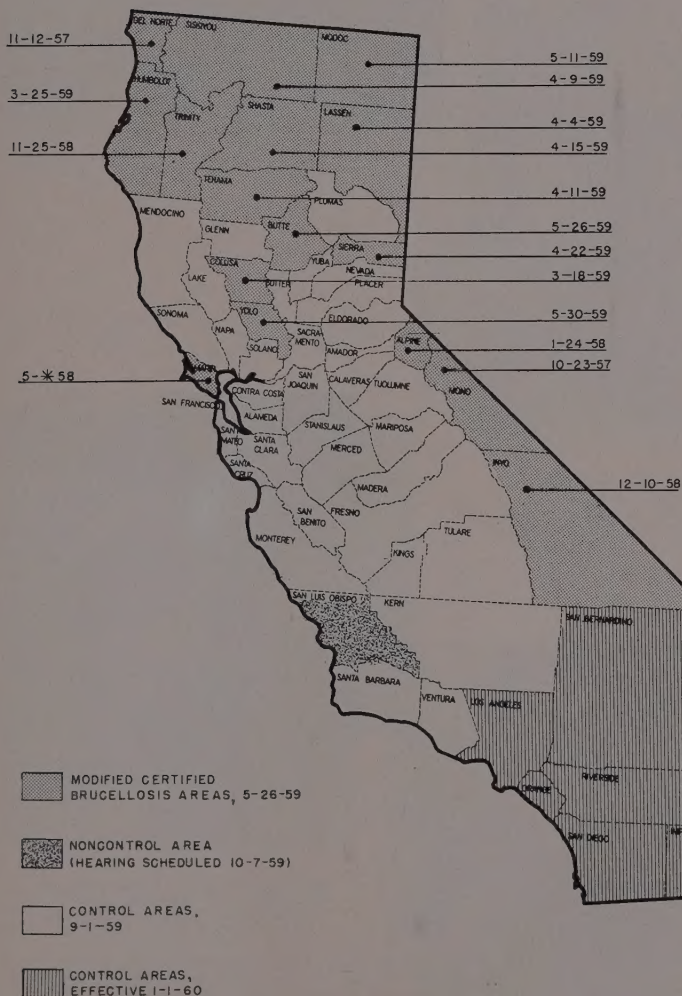 DEL NORTE
SISKIYOU
MODOC
11-12-57
5-11-59
4-9-59
HUMBOLDT
3-25-59
SHASTA
LASSEN
TRINITY
4-4-59
11-25-58
4-15-59
TEHAMA
4-11-59
PLUMAS
MENDOCINO
GLENN
BUTTE
5-26-59
SIERRA
4-22-59
COLUSA
YUBA
NEVADA
LAKE
SUTTER
PLACER
3-18-59
SONOMA
YOLO
ELDORADO
5-30-59
NAPA
SACRA-
MENTO
SOLANO
AMADOR
ALPINE
1-24-58
MARIN
SAN
JOAQUIN
CALAVERAS
TUOLUMNE
MONO
10-23-57
5-*58
CONTRA COSTA
SAN FRANCISCO
ALAMEDA
STANISLAUS
MARIPOSA
SAN
MATEO
SANTA
CLARA
MERCED
INYO
SANTA
CRUZ
MADERA
12-10-58
SAN
BENITO
FRESNO
MONTEREY
TULARE
KINGS
SAN LUIS OBISPO
KERN
SAN BERNARDINO
SANTA BARBARA
VENTURA
LOS ANGELES
RIVERSIDE
ORANGE
SAN DIEGO
MODIFIED CERTIFIED
BRUCELLOSIS AREAS, 5-26-59
NONCONTROL AREA
(HEARING SCHEDULED 10-7-59)
CONTROL AREAS,
9-1-59
CONTROL AREAS,
EFFECTIVE 1-1-60